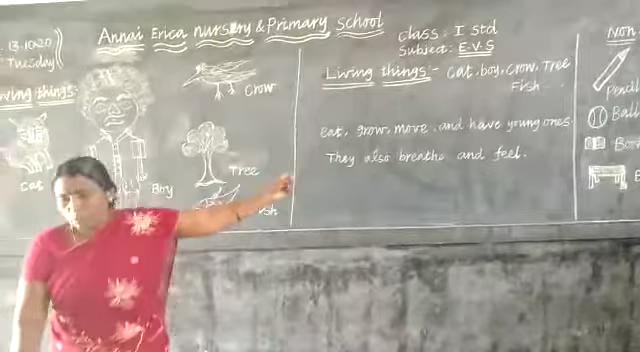 13.10.20
Tuesday
Annai Erica Nursery & Primary School
Class : I Std
Subject: E.V.S
Living things:
Crow
Cat
Boy
Tree
Fish
Living things:- Cat, boy, Crow, Tree
Fish
eat, grow, move, and have young ones.
They also breathe and feel.
Non
Pencil
Ball
Boo
B